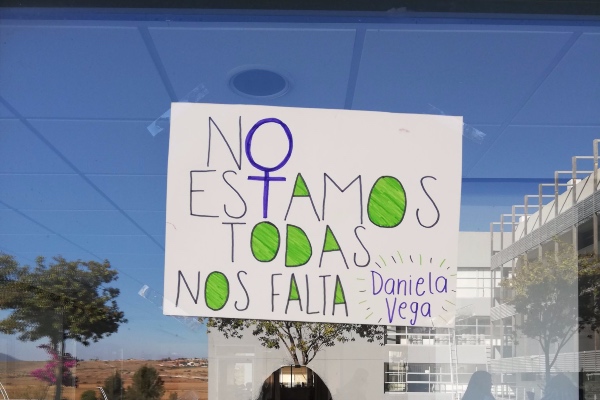 NO
ESTAMOS
TODAS
NOS FALTA Daniela
Vega